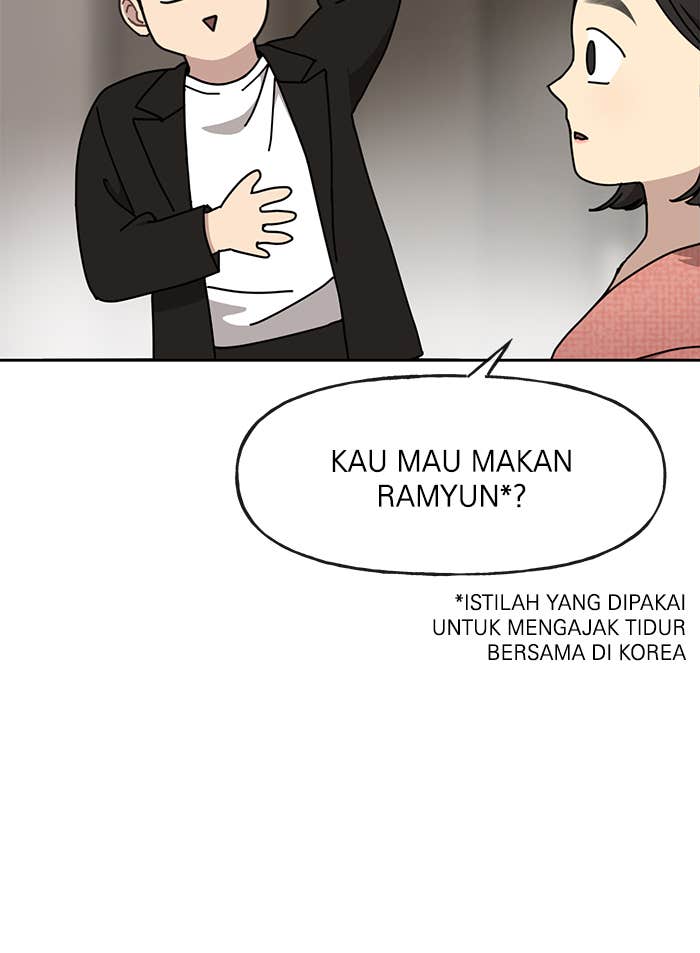 KAU MAU MAKAN
RAMYUN*?
*ISTILAH YANG DIPAKAI
UNTUK MENGAJAK TIDUR
BERSAMA DI KOREA